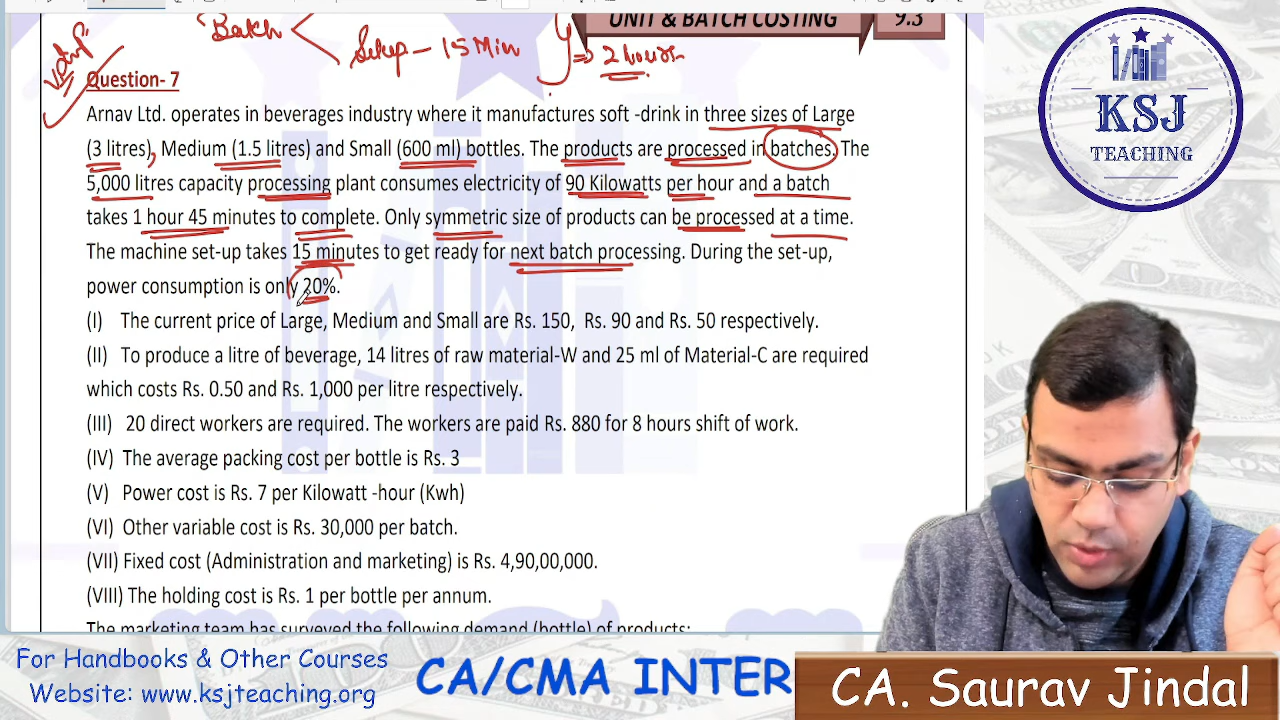 UNIT & BATCH COSTING 9.3
Batch
Setup - 15 Min
⇒ 2 hours
Question- 7
Arnav Ltd. operates in beverages industry where it manufactures soft -drink in three sizes of Large
(3 litres), Medium (1.5 litres) and Small (600 ml) bottles. The products are processed in batches. The
5,000 litres capacity processing plant consumes electricity of 90 Kilowatts per hour and a batch
takes 1 hour 45 minutes to complete. Only symmetric size of products can be processed at a time.
The machine set-up takes 15 minutes to get ready for next batch processing. During the set-up,
power consumption is only 20%.
(I) The current price of Large, Medium and Small are Rs. 150, Rs. 90 and Rs. 50 respectively.
(II) To produce a litre of beverage, 14 litres of raw material-W and 25 ml of Material-C are required
which costs Rs. 0.50 and Rs. 1,000 per litre respectively.
(III) 20 direct workers are required. The workers are paid Rs. 880 for 8 hours shift of work.
(IV) The average packing cost per bottle is Rs. 3
(V) Power cost is Rs. 7 per Kilowatt -hour (Kwh)
(VI) Other variable cost is Rs. 30,000 per batch.
(VII) Fixed cost (Administration and marketing) is Rs. 4,90,00,000.
(VIII) The holding cost is Rs. 1 per bottle per annum.
The marketing team has surveyed the following demand (bottle) of products:
KSJ
TEACHING
For Handbooks & Other Courses
Website: www.ksjteaching.org
CA/CMA INTER
CA. Saurav Jindal